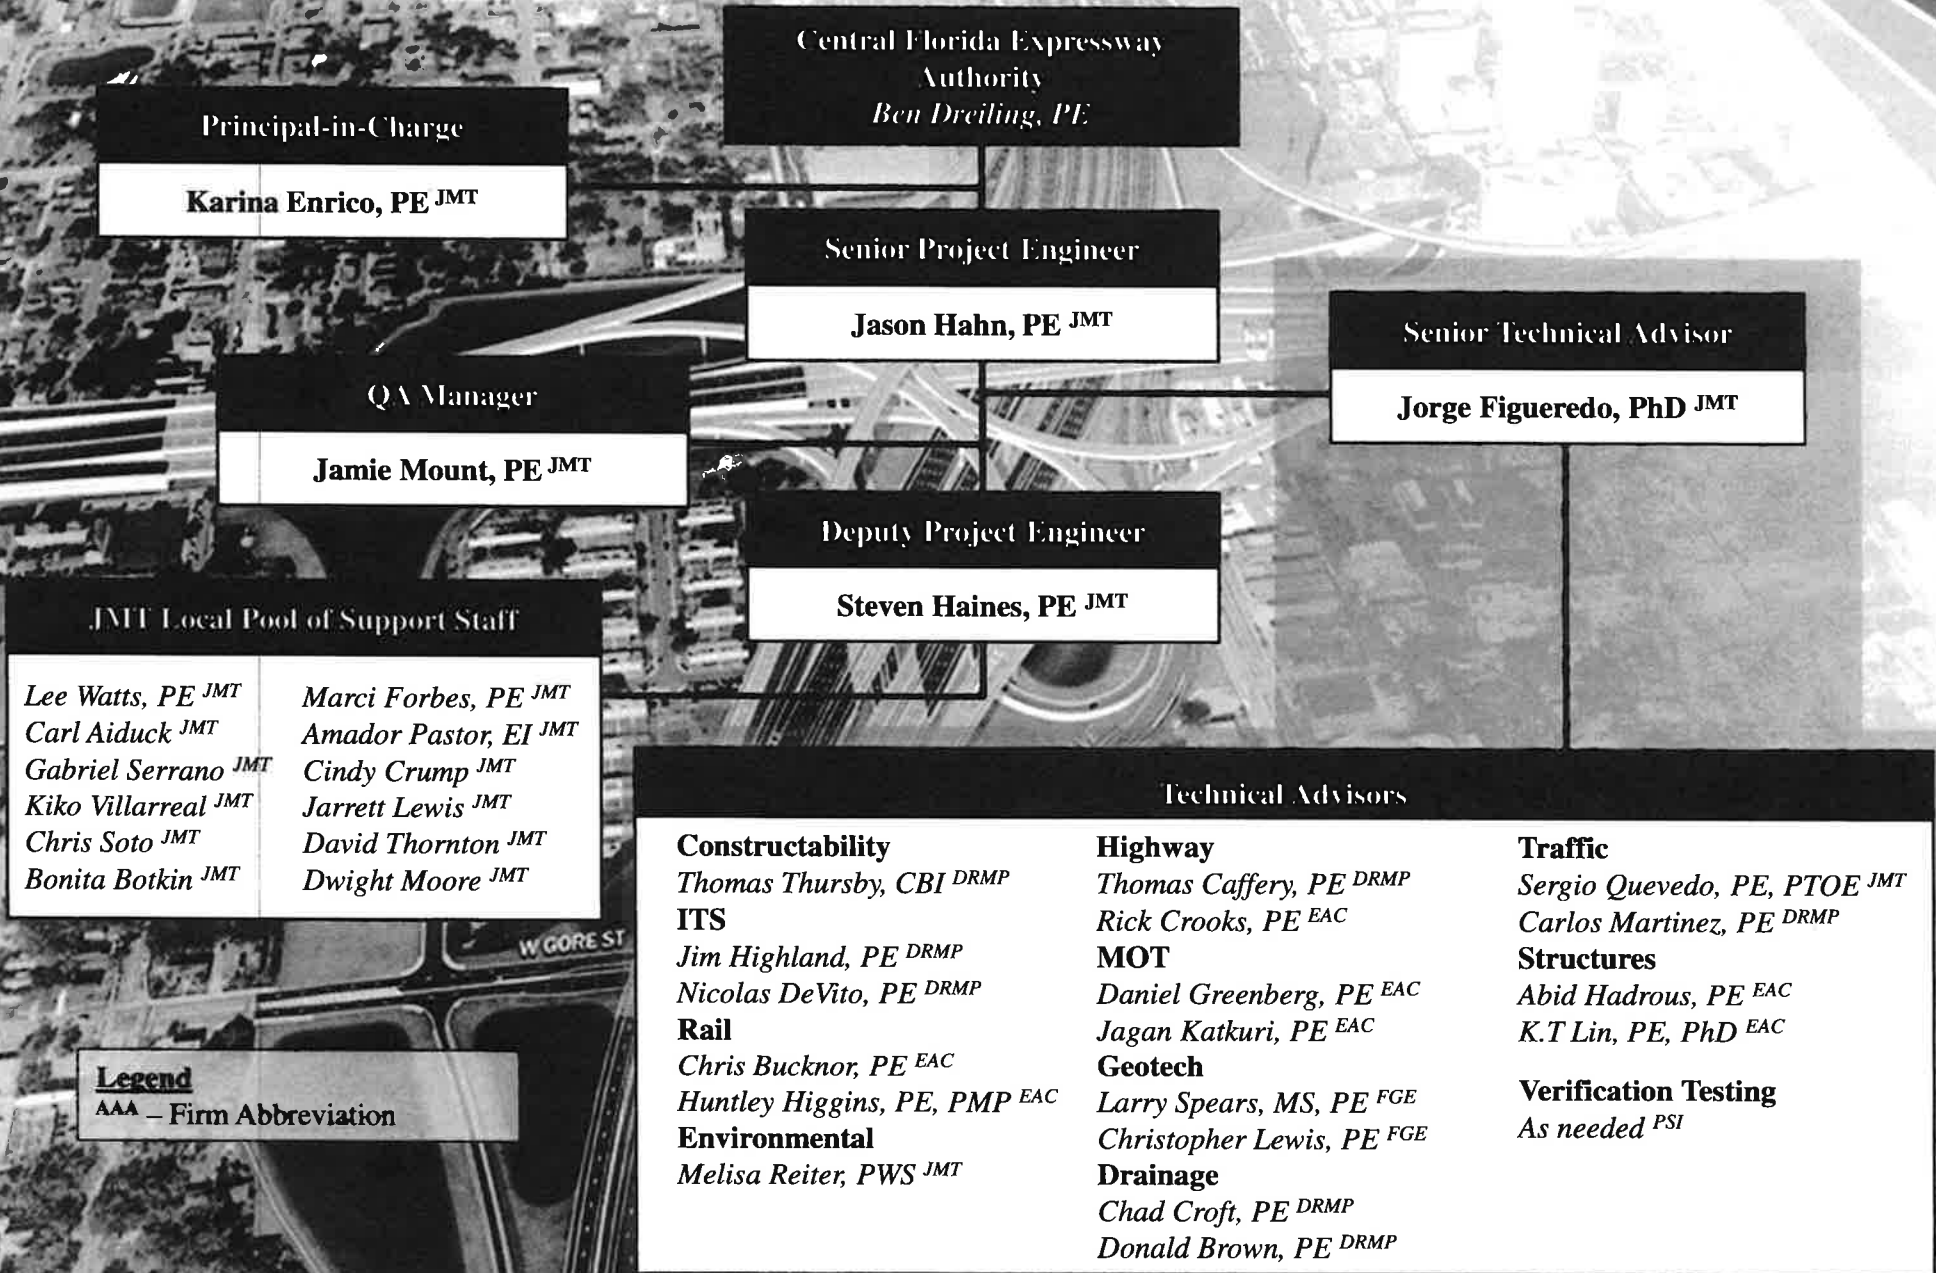 Central Florida Expressway
Authority
Ben Dreiling, PE
Principal-in-Charge
Karina Enrico, PE JMT
Senior Project Engineer
Jason Hahn, PE JMT
Senior Technical Advisor
Jorge Figueredo, PhD JMT
QA Manager
Jamie Mount, PE JMT
Deputy Project Engineer
Steven Haines, PE JMT
JMT Local Pool of Support Staff
Lee Watts, PE JMT
Carl Aiduck JMT
Gabriel Serrano JMT
Kiko Villarreal JMT
Chris Soto JMT
Bonita Botkin JMT
Marci Forbes, PE JMT
Amador Pastor, EI JMT
Cindy Crump JMT
Jarrett Lewis JMT
David Thornton JMT
Dwight Moore JMT
Technical Advisors
Constructability
Thomas Thursby, CBI DRMP
ITS
Jim Highland, PE DRMP
Nicolas DeVito, PE DRMP
Rail
Chris Bucknor, PE EAC
Huntley Higgins, PE, PMP EAC
Environmental
Melisa Reiter, PWS JMT
Highway
Thomas Caffery, PE DRMP
Rick Crooks, PE EAC
MOT
Daniel Greenberg, PE EAC
Jagan Katkuri, PE EAC
Geotech
Larry Spears, MS, PE FGE
Christopher Lewis, PE FGE
Drainage
Chad Croft, PE DRMP
Donald Brown, PE DRMP
Traffic
Sergio Quevedo, PE, PTOE JMT
Carlos Martinez, PE DRMP
Structures
Abid Hadrous, PE EAC
K.T Lin, PE, PhD EAC
Verification Testing
As needed PSI
W GORE ST
Legend
AAA – Firm Abbreviation